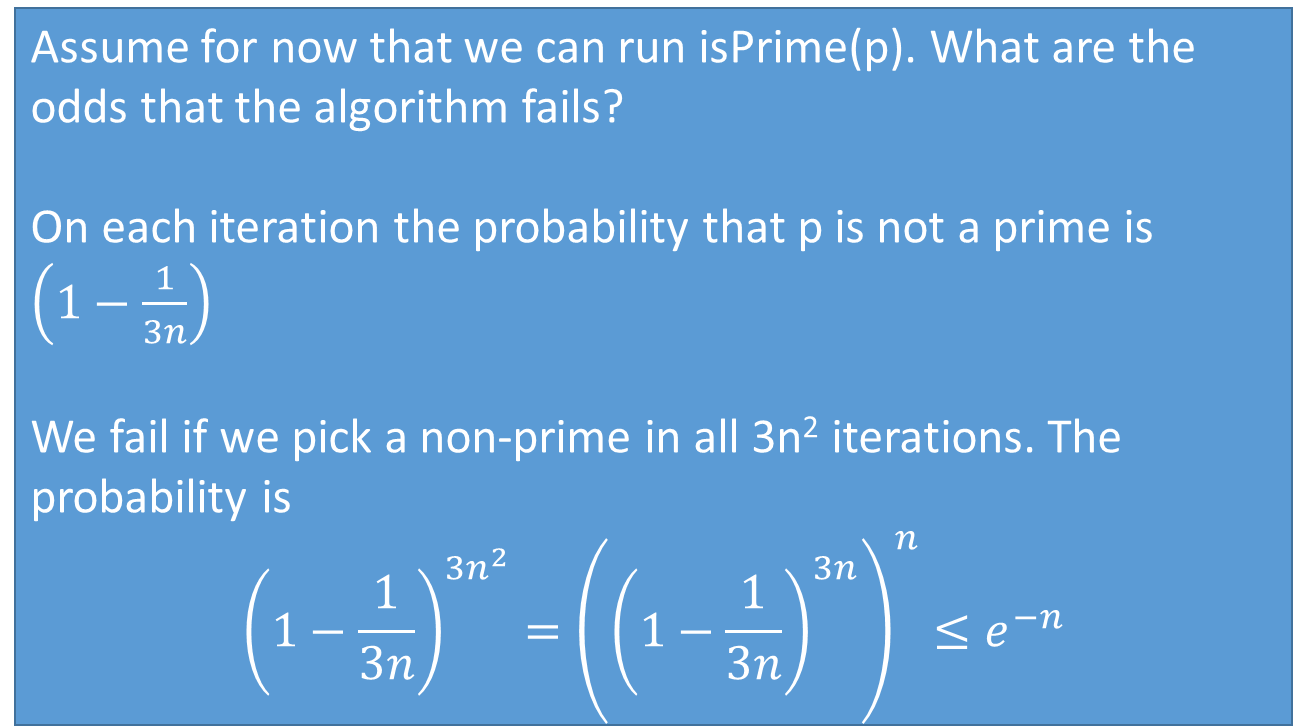 Assume for now that we can run isPrime(p). What are the
odds that the algorithm fails?
On each iteration the probability that p is not a prime is
(1 − 1/3n)
We fail if we pick a non-prime in all 3n² iterations. The
probability is
(1 − 1/3n)^{3n²} = ((1 − 1/3n)^{3n})^n ≤ e^{−n}